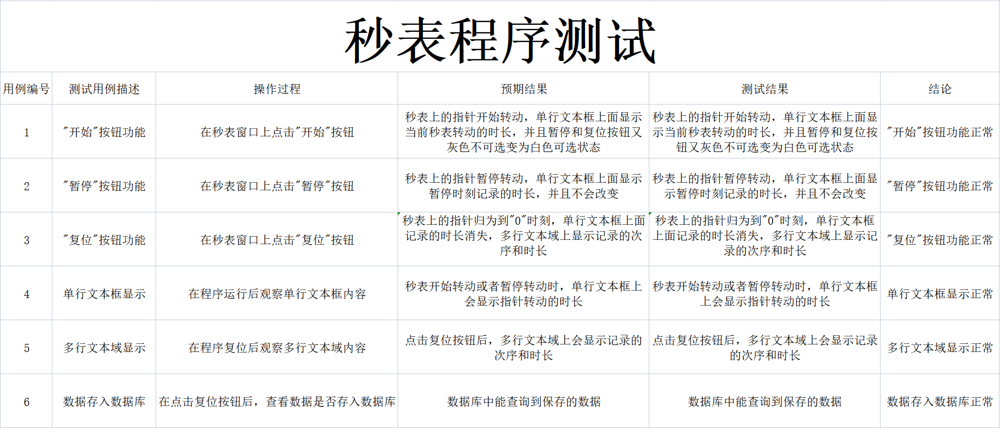 秒表程序测试
用例编号
测试用例描述
操作过程
预期结果
测试结果
结论
1
"开始"按钮功能
在秒表窗口上点击"开始"按钮
秒表上的指针开始转动，单行文本框上面显示
当前秒表转动的时长，并且暂停和复位按钮又
灰色不可选变为白色可选状态
秒表上的指针开始转动，单行文本框上面显
示当前秒表转动的时长，并且暂停和复位按
钮又灰色不可选变为白色可选状态
"开始"按钮功能正常
2
"暂停"按钮功能
在秒表窗口上点击"暂停"按钮
秒表上的指针暂停转动，单行文本框上面显示
暂停时刻记录的时长，并且不会改变
秒表上的指针暂停转动，单行文本框上面显
示暂停时刻记录的时长，并且不会改变
"暂停"按钮功能正常
3
"复位"按钮功能
在秒表窗口上点击"复位"按钮
秒表上的指针归为到"0"时刻，单行文本框上面
记录的时长消失，多行文本域上显示记录的次
序和时长
秒表上的指针归为到"0"时刻，单行文本框
上面记录的时长消失，多行文本域上显示记
录的次序和时长
"复位"按钮功能正常
4
单行文本框显示
在程序运行后观察单行文本框内容
秒表开始转动或者暂停转动时，单行文本框上
会显示指针转动的时长
秒表开始转动或者暂停转动时，单行文本框
上会显示指针转动的时长
单行文本框显示正常
5
多行文本域显示
在程序复位后观察多行文本域内容
点击复位按钮后，多行文本域上会显示记录的
次序和时长
点击复位按钮后，多行文本域上会显示记录
的次序和时长
多行文本域显示正常
6
数据存入数据库
在点击复位按钮后，查看数据是否存入数据库
数据库中能查询到保存的数据
数据库中能查询到保存的数据
数据存入数据库正常